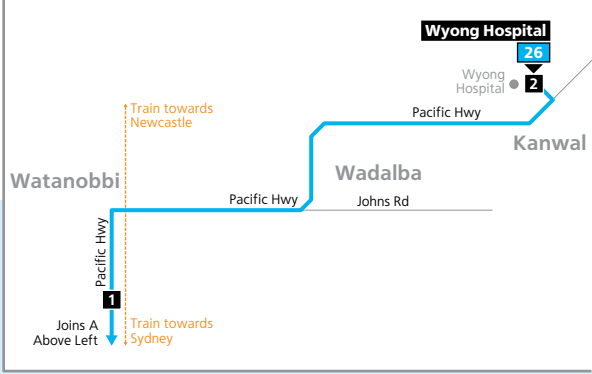 Wyong Hospital
26
Wyong
Hospital
2
Pacific Hwy
Kanwal
Train towards
Newcastle
Wadalba
Watanobbi
Pacific Hwy
Johns Rd
Pacific Hwy
1
Joins A
Above Left
Train towards
Sydney